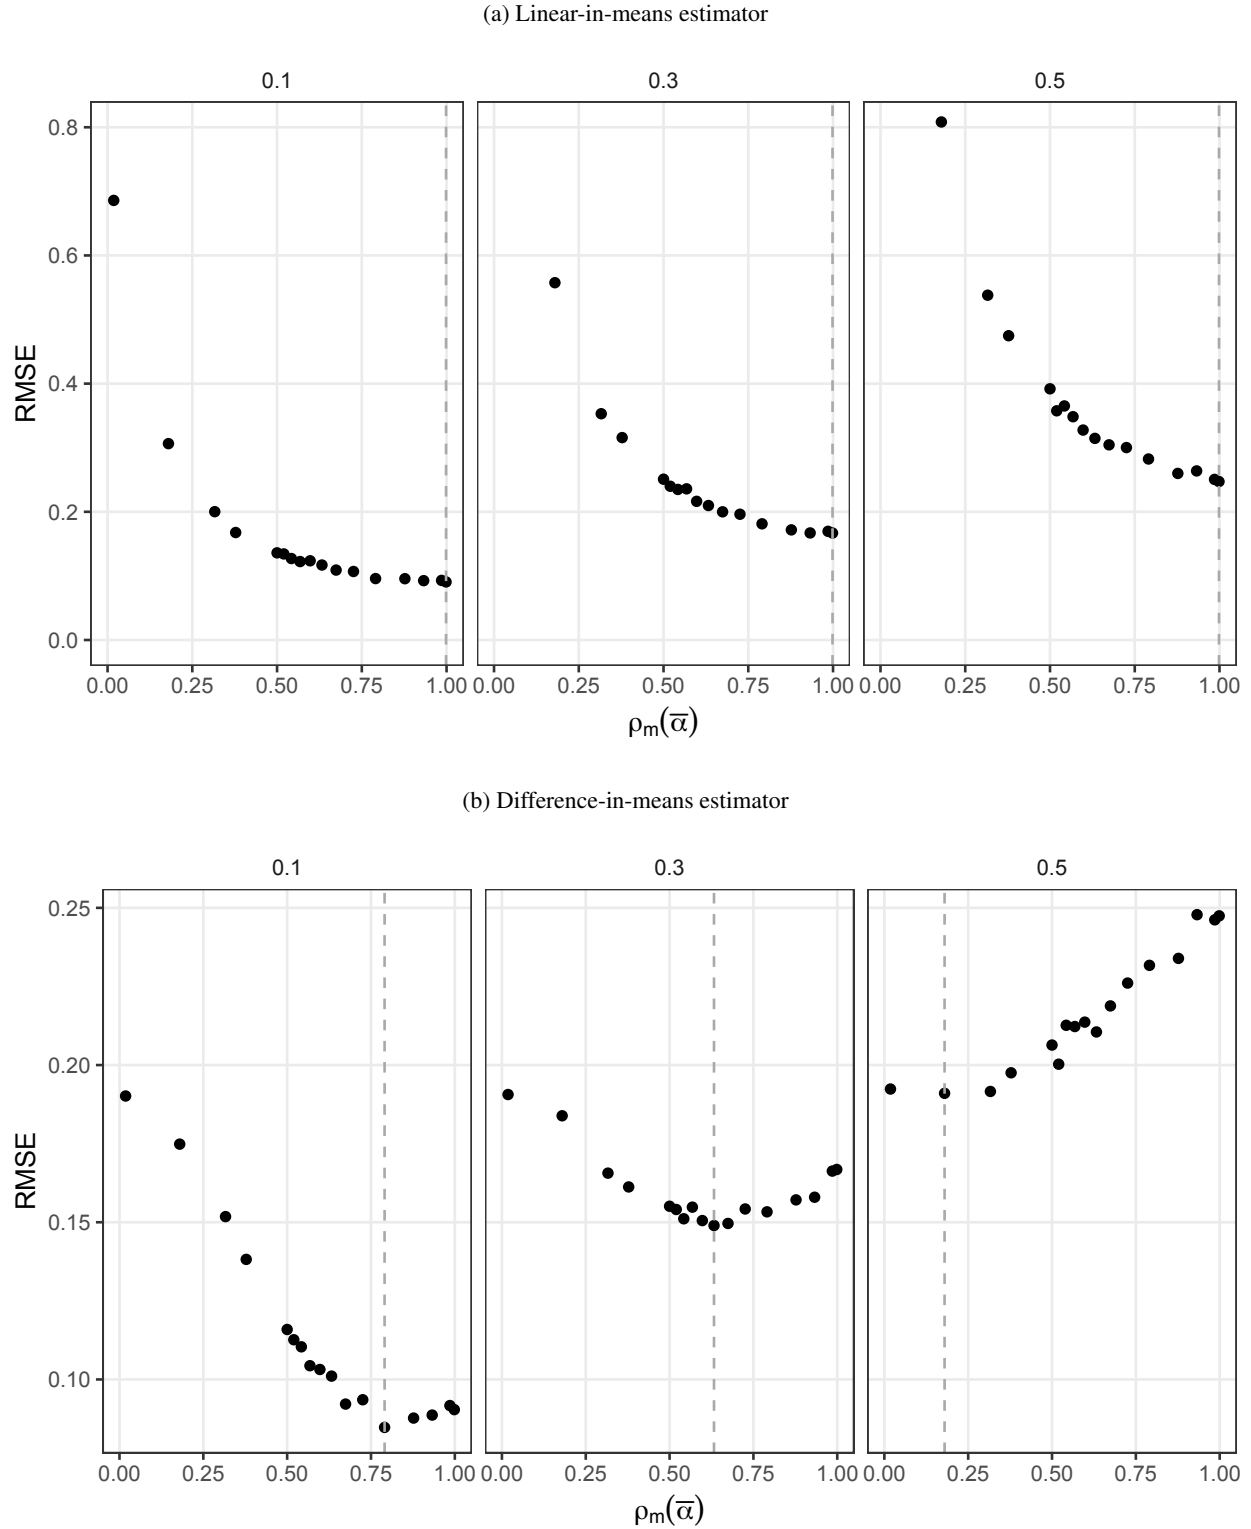 (a) Linear-in-means estimator
0.1 0.3 0.5
0.8
0.6
0.4
0.2
0.0
RMSE
0.00 0.25 0.50 0.75 1.00 0.00 0.25 0.50 0.75 1.00 0.00 0.25 0.50 0.75 1.00
ρm(α̅)
(b) Difference-in-means estimator
0.1 0.3 0.5
0.25
0.20
0.15
0.10
RMSE
0.00 0.25 0.50 0.75 1.00 0.00 0.25 0.50 0.75 1.00 0.00 0.25 0.50 0.75 1.00
ρm(α̅)